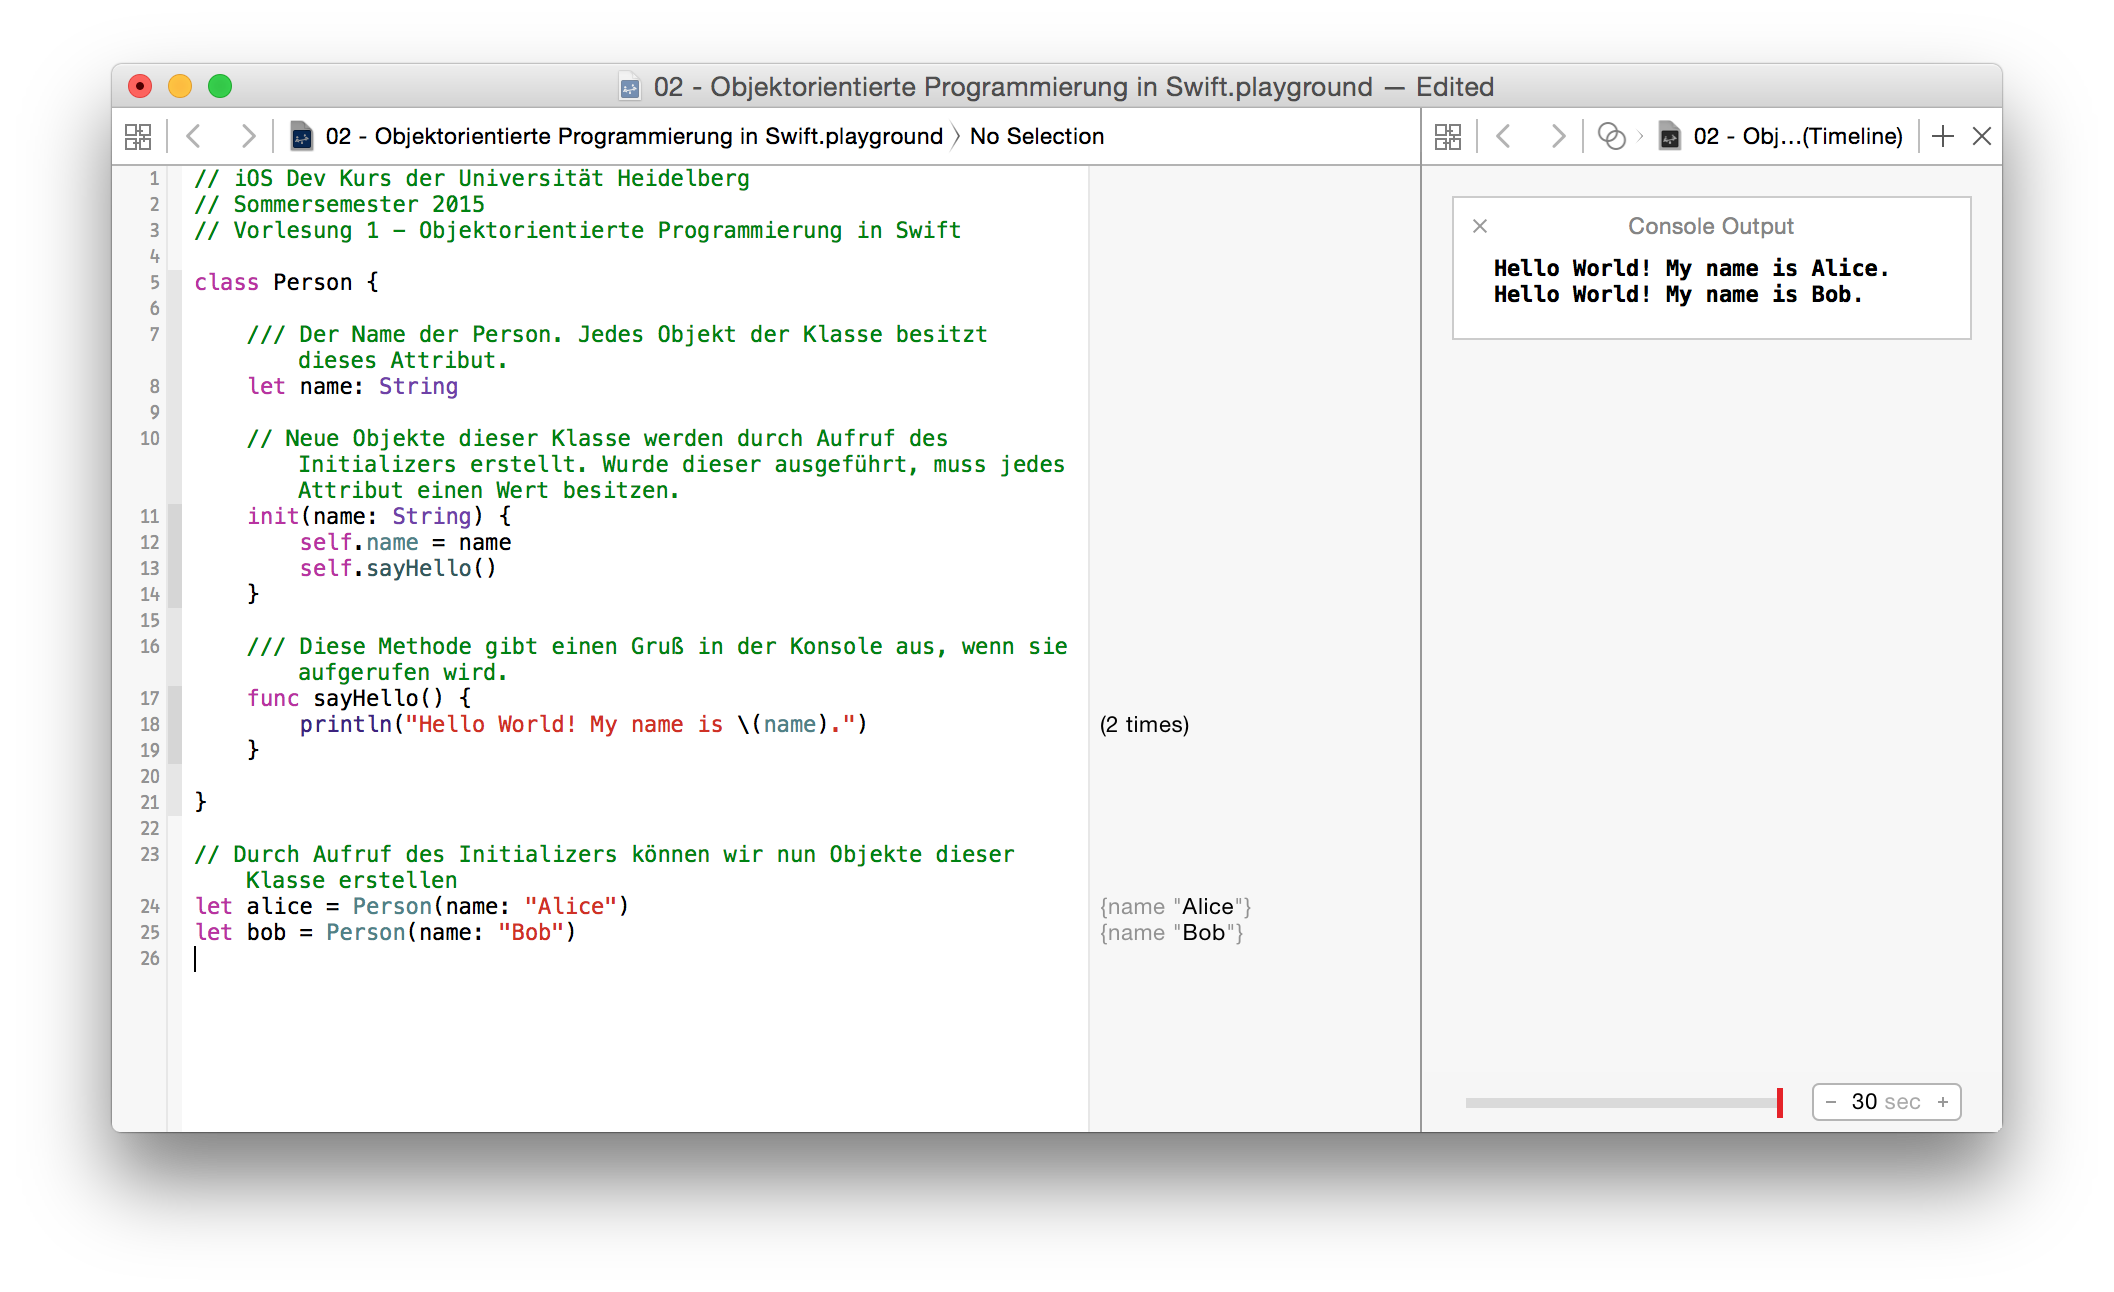 02 - Objektorientierte Programmierung in Swift.playground — Edited
02 - Objektorientierte Programmierung in Swift.playground 〉 No Selection
02 - Obj...(Timeline)
1 // iOS Dev Kurs der Universität Heidelberg
2 // Sommersemester 2015
3 // Vorlesung 1 - Objektorientierte Programmierung in Swift
4
5 class Person {
6
7     /// Der Name der Person. Jedes Objekt der Klasse besitzt
dieses Attribut.
8     let name: String
9
10     // Neue Objekte dieser Klasse werden durch Aufruf des
Initializers erstellt. Wurde dieser ausgeführt, muss jedes
Attribut einen Wert besitzen.
11     init(name: String) {
12         self.name = name
13         self.sayHello()
14     }
15
16     /// Diese Methode gibt einen Gruß in der Konsole aus, wenn sie
aufgerufen wird.
17     func sayHello() {
18         println("Hello World! My name is \(name).")
19     }
20
21 }
22
23 // Durch Aufruf des Initializers können wir nun Objekte dieser
Klasse erstellen
24 let alice = Person(name: "Alice")
25 let bob = Person(name: "Bob")
26
(2 times)
{name "Alice"}
{name "Bob"}
Console Output
Hello World! My name is Alice.
Hello World! My name is Bob.
− 30 sec +